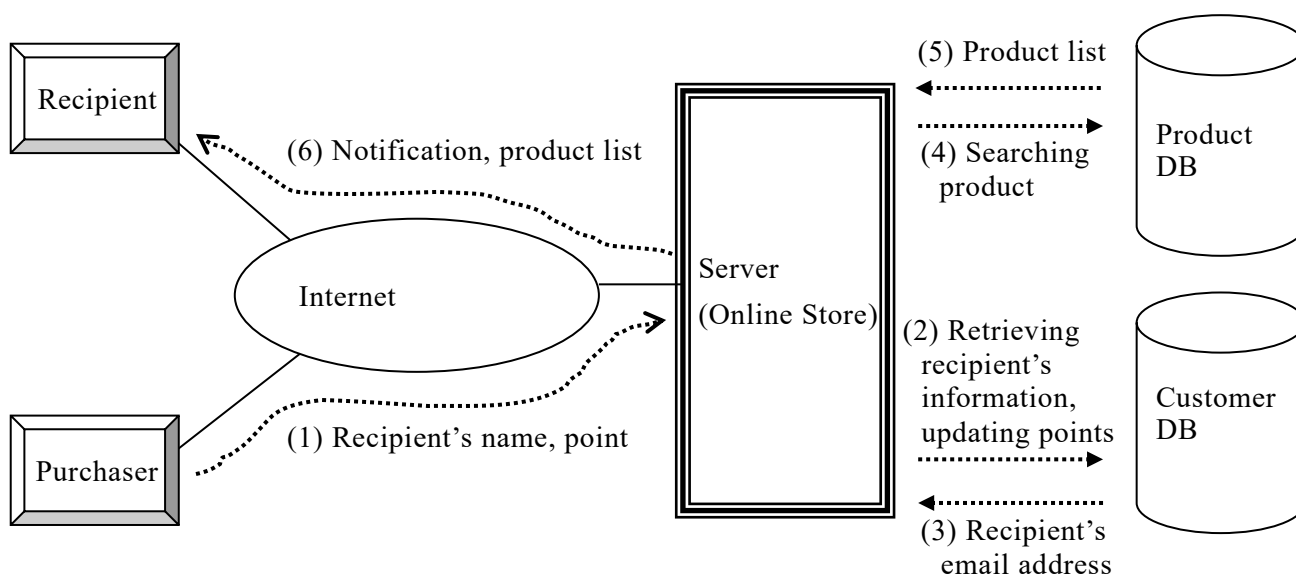 Recipient
(6) Notification, product list
Internet
(1) Recipient’s name, point
Purchaser
Server
(Online Store)
(5) Product list
(4) Searching
product
Product
DB
(2) Retrieving
recipient’s
information,
updating points
Customer
DB
(3) Recipient’s
email address